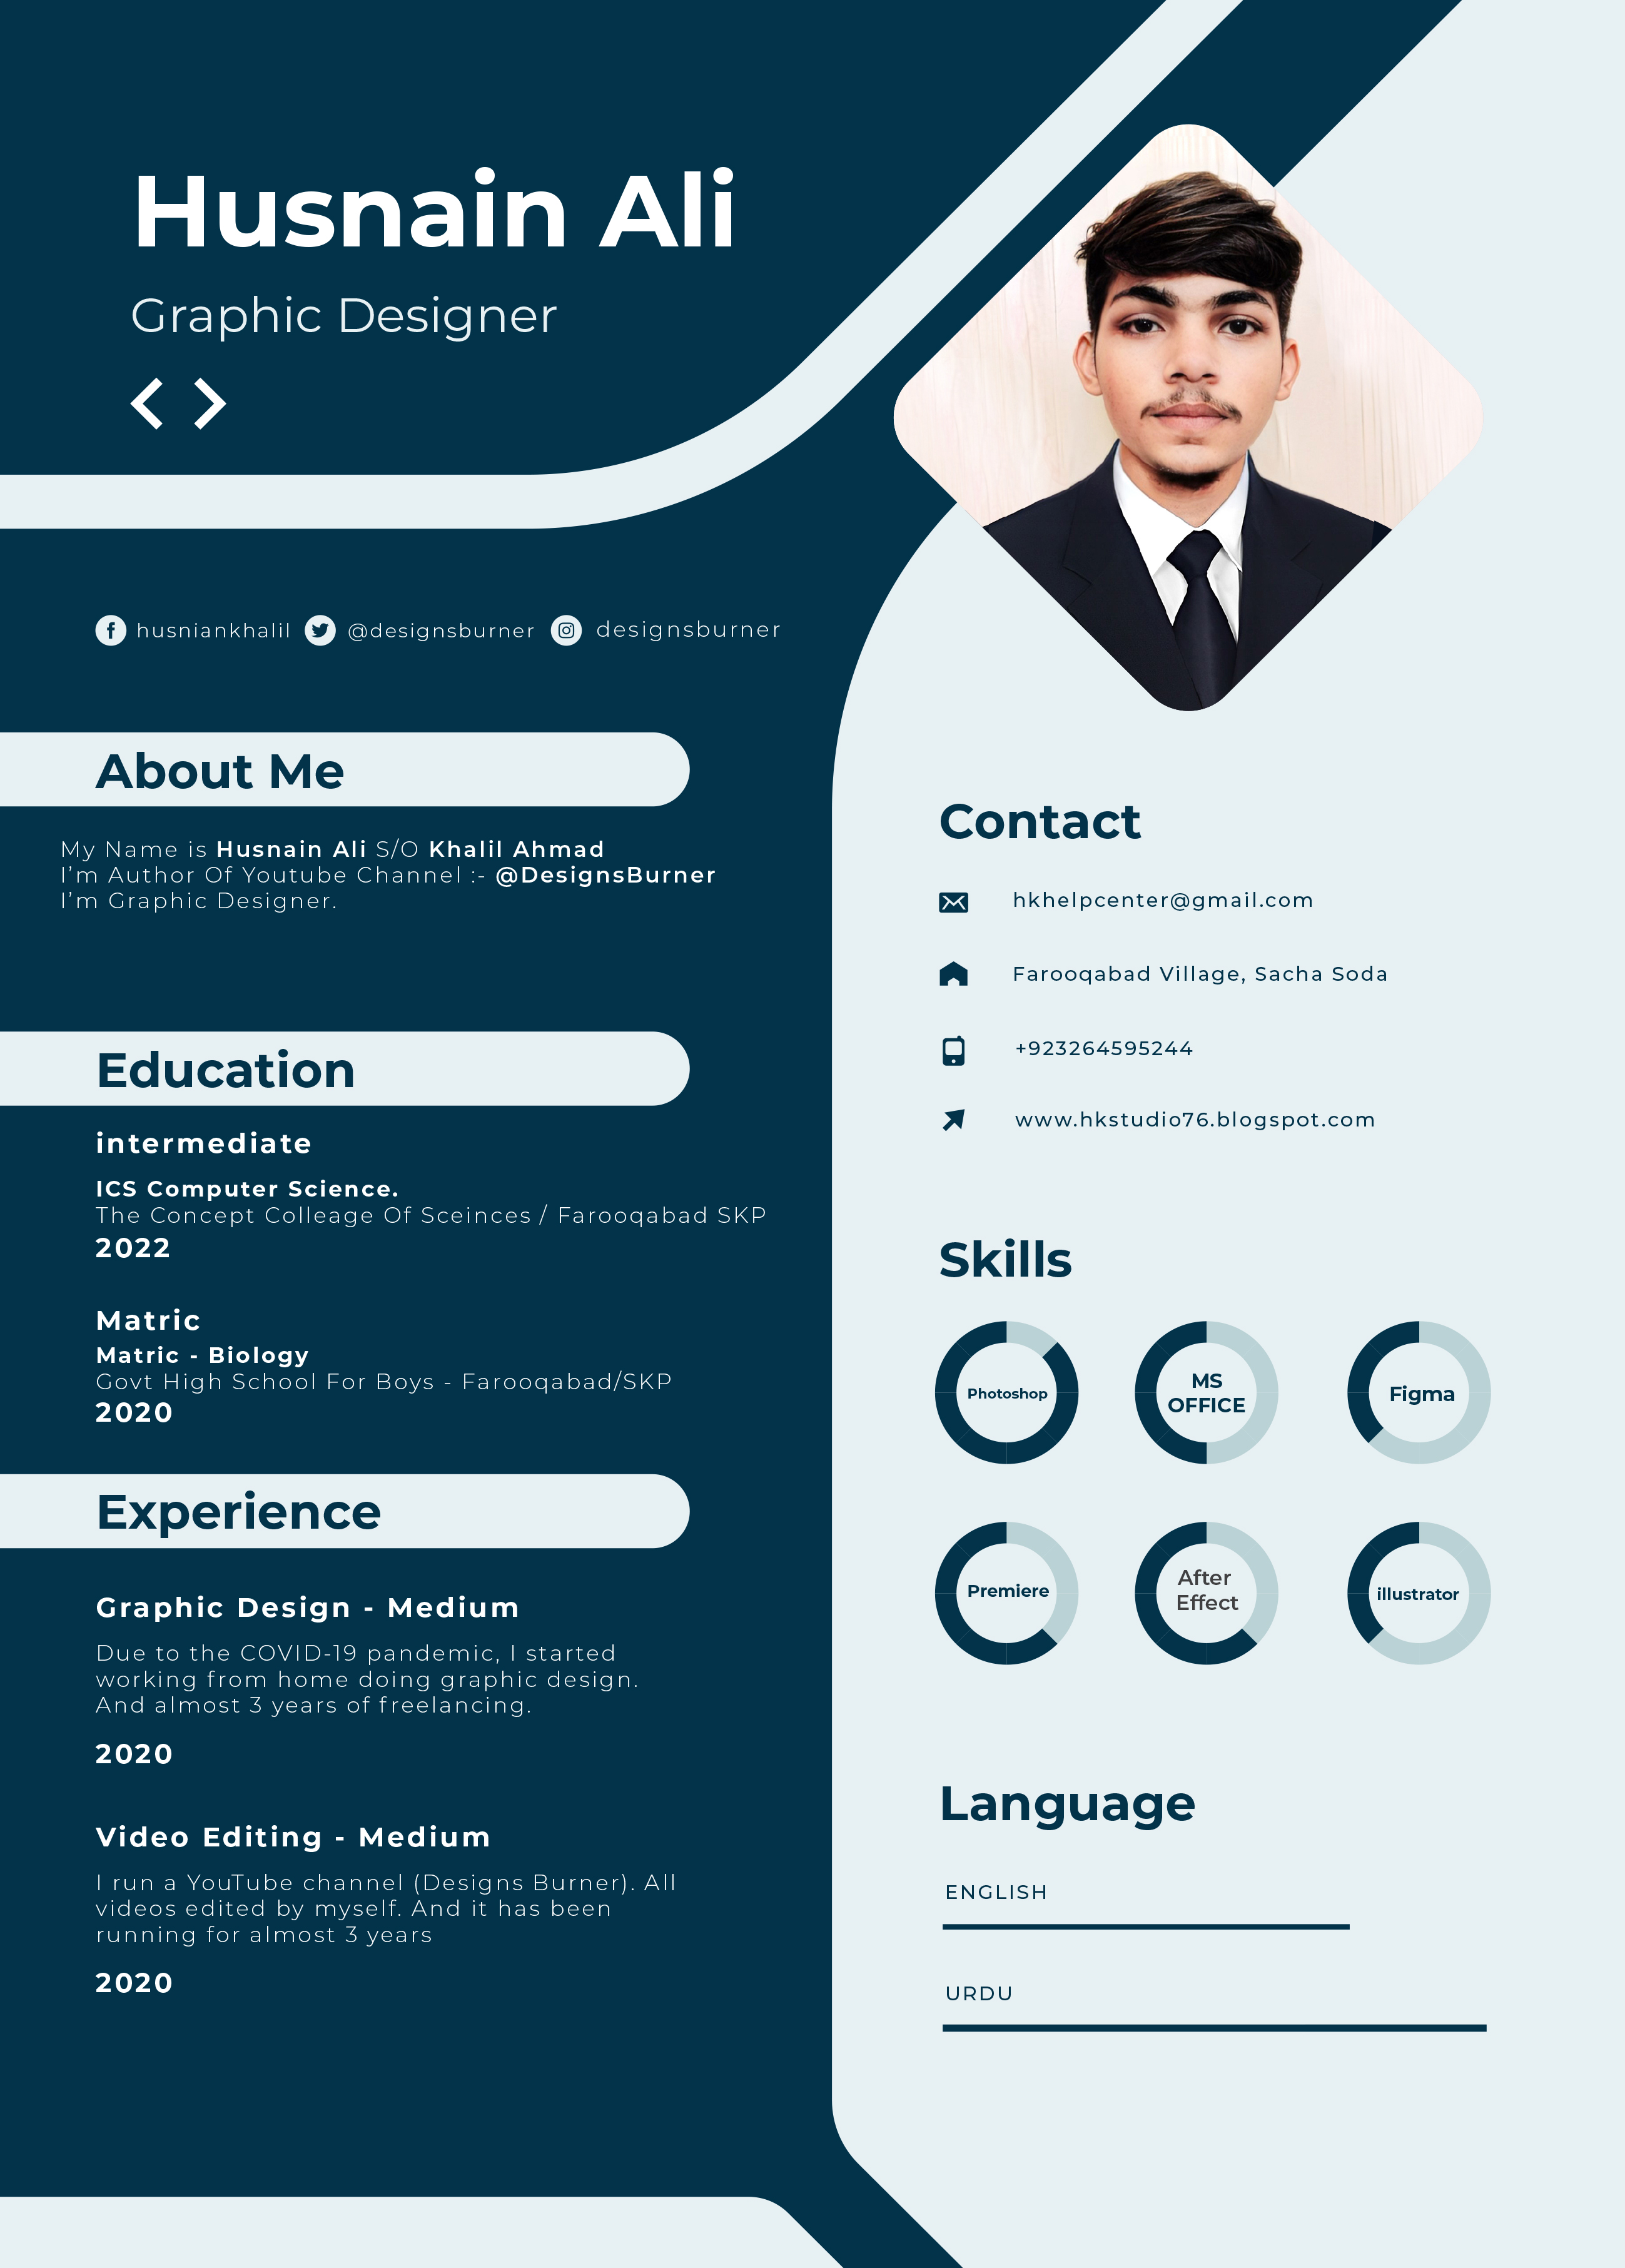 Husnain Ali
Graphic Designer
husniankhalil @designsburner designsburner
About Me
My Name is Husnain Ali S/O Khalil Ahmad
I'm Author Of Youtube Channel :- @DesignsBurner
I'm Graphic Designer.
Education
intermediate
ICS Computer Science.
The Concept Colleage Of Sceinces / Farooqabad SKP
2022
Matric
Matric - Biology
Govt High School For Boys - Farooqabad/SKP
2020
Experience
Graphic Design - Medium
Due to the COVID-19 pandemic, I started
working from home doing graphic design.
And almost 3 years of freelancing.
2020
Video Editing - Medium
I run a YouTube channel (Designs Burner). All
videos edited by myself. And it has been
running for almost 3 years
2020
Contact
hkhelpcenter@gmail.com
Farooqabad Village, Sacha Soda
+923264595244
www.hkstudio76.blogspot.com
Skills
Photoshop
MS
OFFICE
Figma
Premiere
After
Effect
illustrator
Language
ENGLISH
URDU